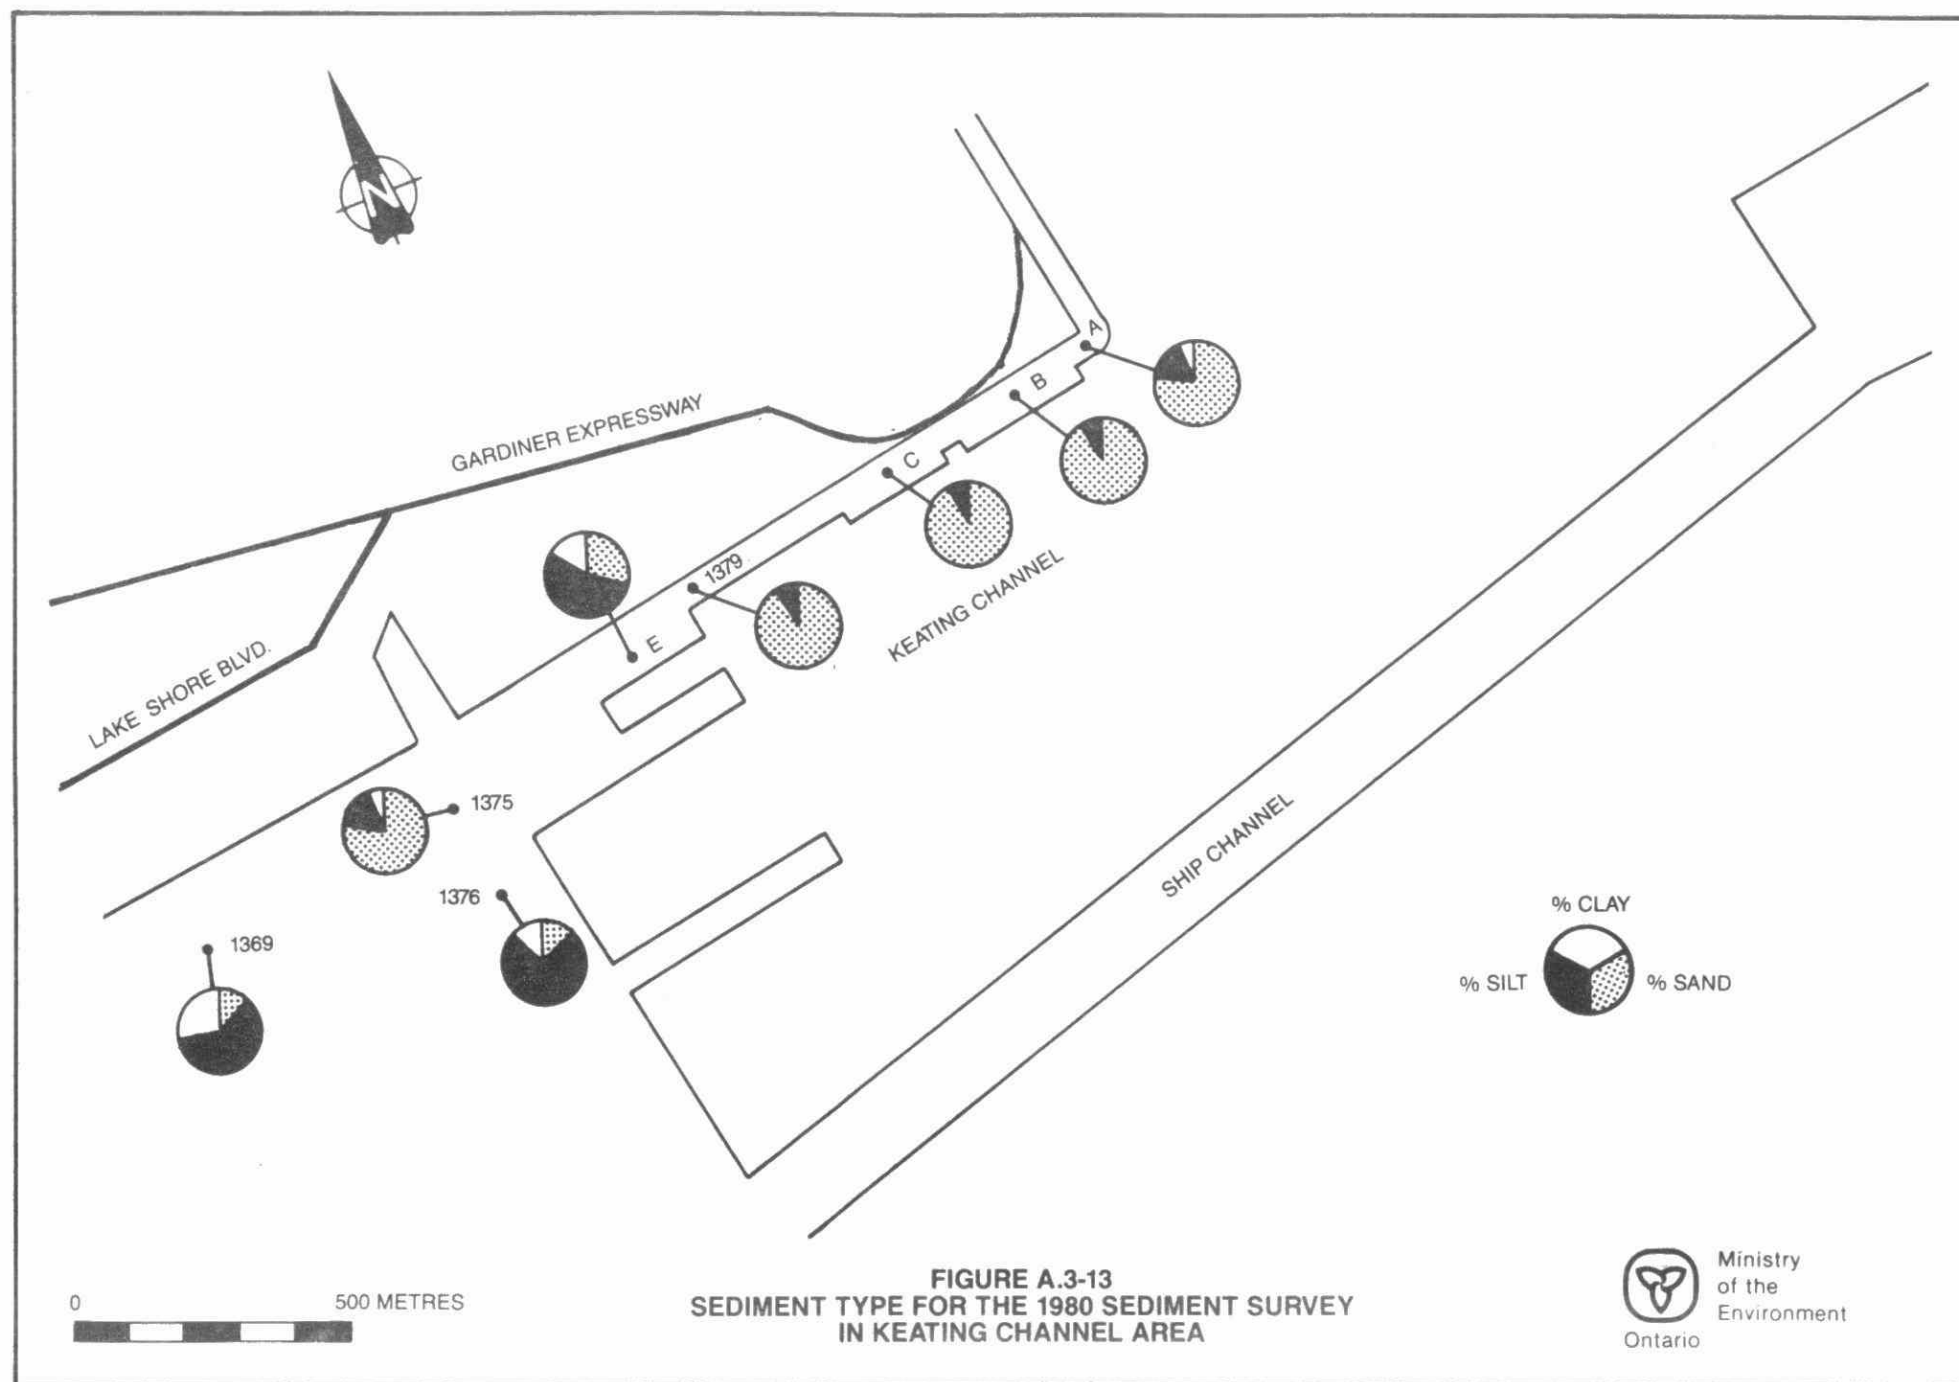 N
A
B
GARDINER EXPRESSWAY
C
1379
KEATING CHANNEL
E
LAKE SHORE BLVD.
1375
SHIP CHANNEL
1376
% CLAY
1369
% SILT
% SAND
0
500 METRES
FIGURE A.3-13
SEDIMENT TYPE FOR THE 1980 SEDIMENT SURVEY
IN KEATING CHANNEL AREA
Ministry
of the
Environment
Ontario